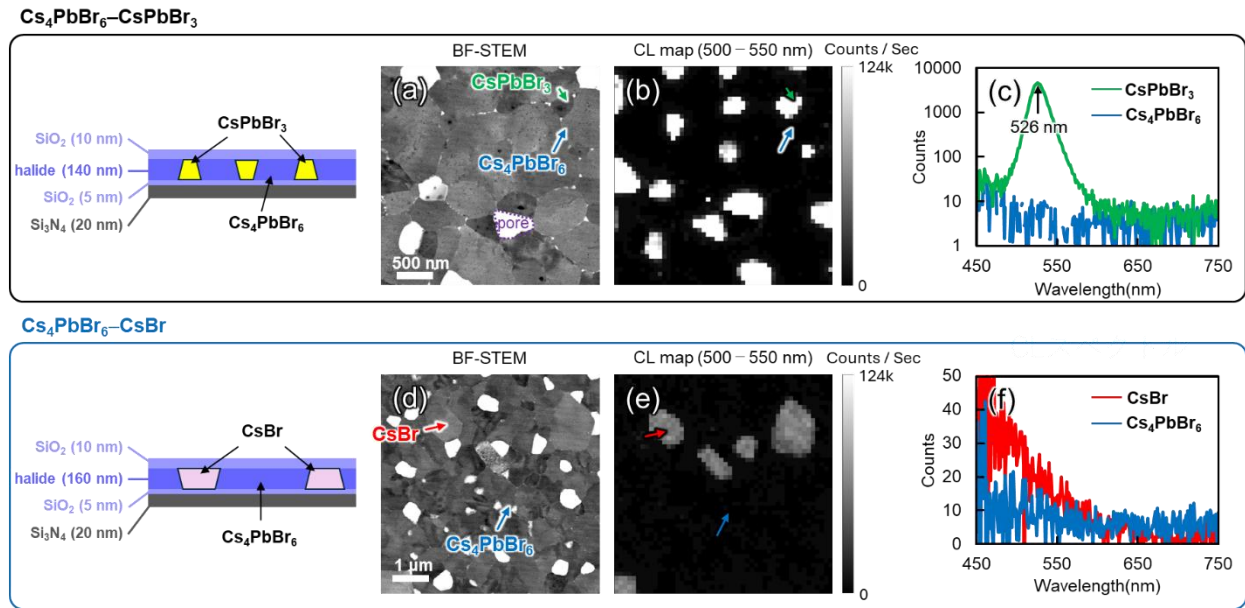 Cs₄PbBr₆–CsPbBr₃
BF-STEM
CL map (500 – 550 nm)
Counts / Sec
CsPbBr₃
SiO₂ (10 nm)
halide (140 nm)
SiO₂ (5 nm)
Si₃N₄ (20 nm)
Cs₄PbBr₆
(a)
CsPbBr₃
Cs₄PbBr₆
pore
500 nm
(b)
124k
0
(c)
CsPbBr₃
Cs₄PbBr₆
526 nm
Counts
10000
1000
100
10
1
450 550 650 750
Wavelength(nm)
Cs₄PbBr₆–CsBr
BF-STEM
CL map (500 – 550 nm)
Counts / Sec
CsBr
SiO₂ (10 nm)
halide (160 nm)
SiO₂ (5 nm)
Si₃N₄ (20 nm)
Cs₄PbBr₆
(d)
CsBr
Cs₄PbBr₆
1 μm
(e)
124k
0
(f)
CsBr
Cs₄PbBr₆
Counts
50
40
30
20
10
0
450 550 650 750
Wavelength(nm)